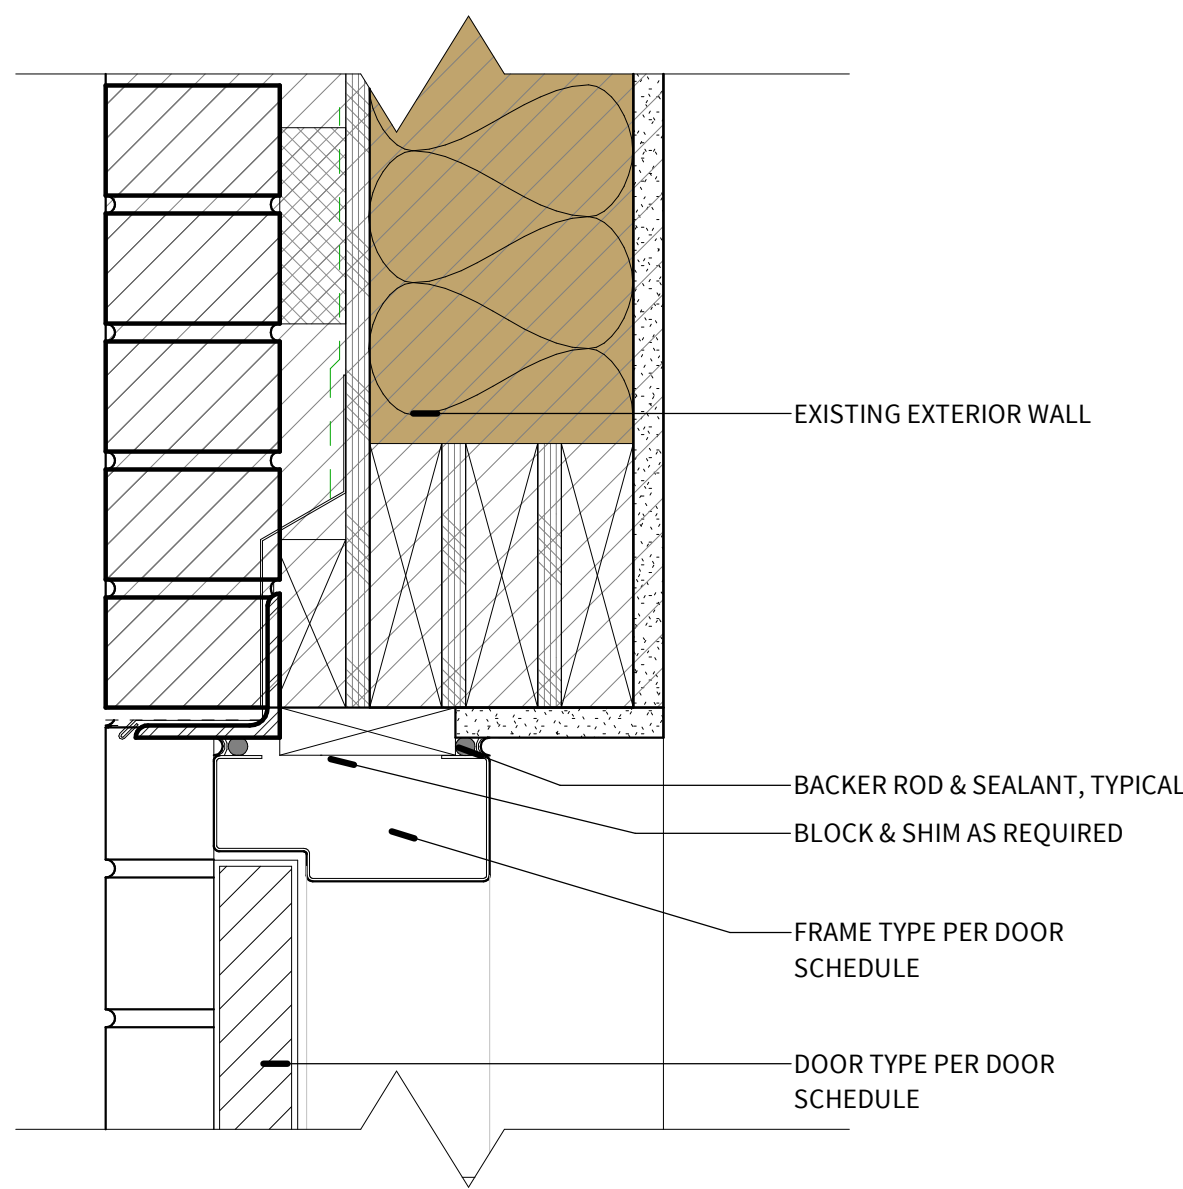 EXISTING EXTERIOR WALL
BACKER ROD & SEALANT, TYPICAL
BLOCK & SHIM AS REQUIRED
FRAME TYPE PER DOOR
SCHEDULE
DOOR TYPE PER DOOR
SCHEDULE